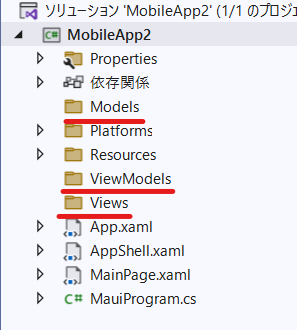 ソリューション 'MobileApp2' (1/1 のプロジ
MobileApp2
Properties
依存関係
Models
Platforms
Resources
ViewModels
Views
App.xaml
AppShell.xaml
MainPage.xaml
MauiProgram.cs